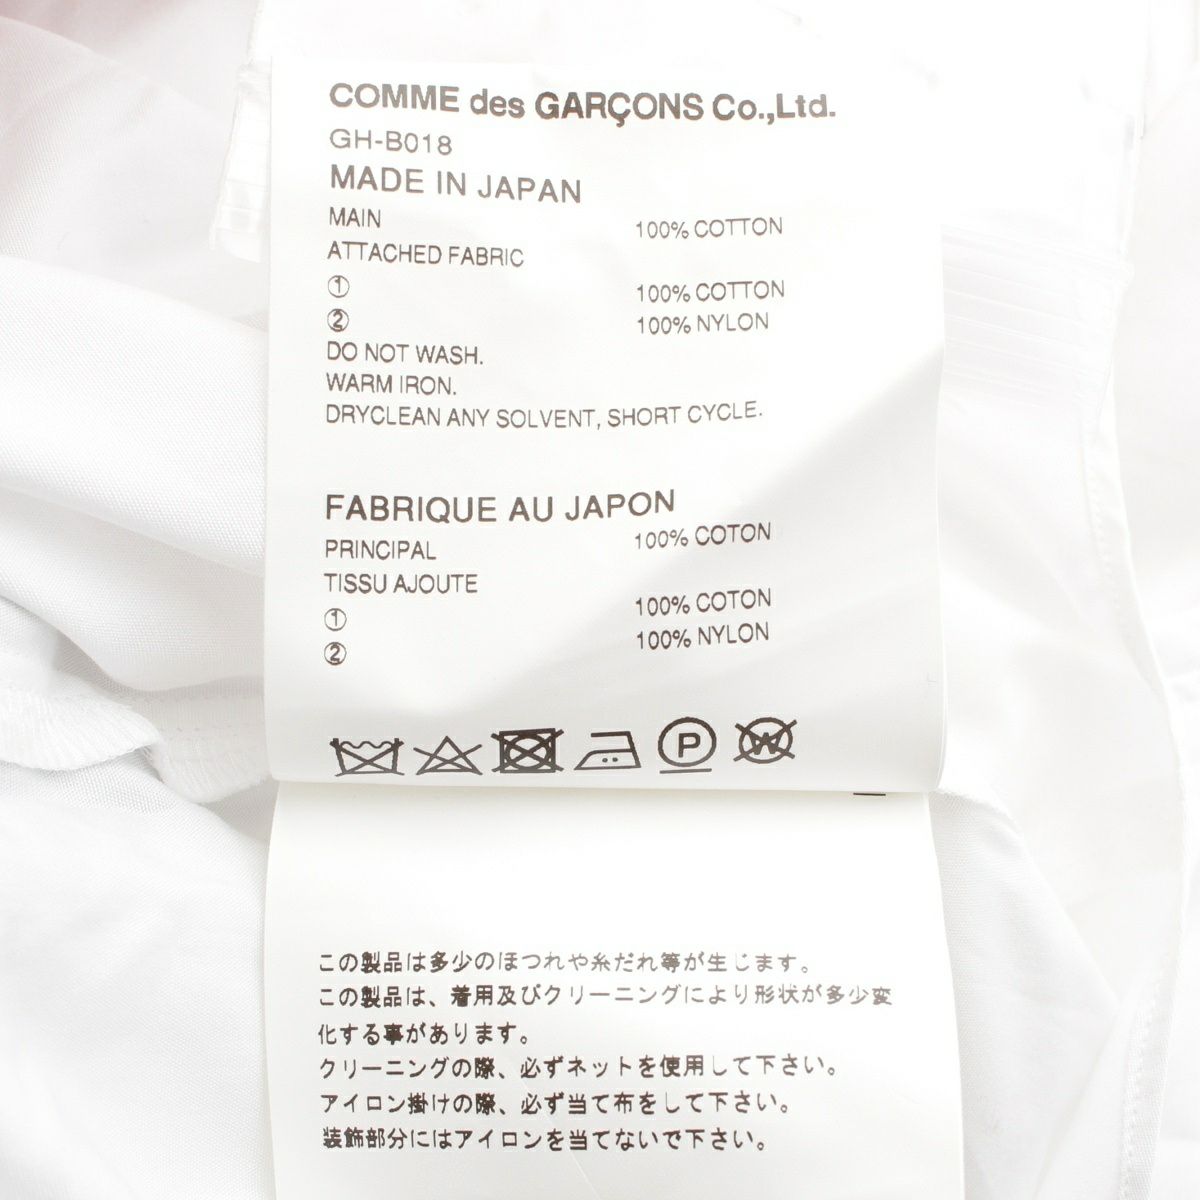 COMME des GARÇONS Co.,Ltd.
GH-B018
MADE IN JAPAN
MAIN 100% COTTON
ATTACHED FABRIC
① 100% COTTON
② 100% NYLON
DO NOT WASH.
WARM IRON.
DRYCLEAN ANY SOLVENT, SHORT CYCLE.
FABRIQUE AU JAPON
PRINCIPAL 100% COTON
TISSU AJOUTE
① 100% COTON
② 100% NYLON
P W
この製品は多少のほつれや糸だれ等が生じます。
この製品は、着用及びクリーニングにより形状が多少変
化する事があります。
クリーニングの際、必ずネットを使用して下さい。
アイロン掛けの際、必ず当て布をして下さい。
装飾部分にはアイロンを当てないで下さい。